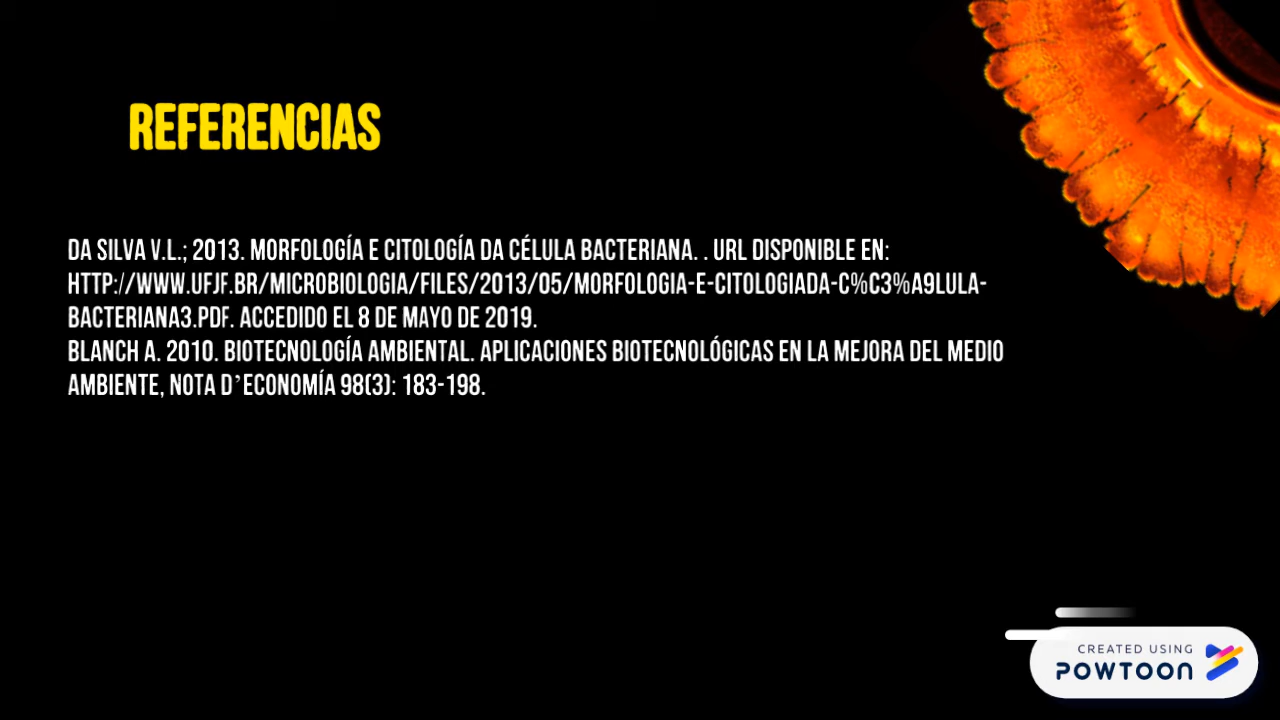 REFERENCIAS
DA SILVA V.L.; 2013. MORFOLOGÍA E CITOLOGÍA DA CÉLULA BACTERIANA. . URL DISPONIBLE EN:
HTTP://WWW.UFJF.BR/MICROBIOLOGIA/FILES/2013/05/MORFOLOGIA-E-CITOLOGIADA-C%C3%A9LULA-
BACTERIANA3.PDF. ACCEDIDO EL 8 DE MAYO DE 2019.
BLANCH A. 2010. BIOTECNOLOGÍA AMBIENTAL. APLICACIONES BIOTECNOLÓGICAS EN LA MEJORA DEL MEDIO
AMBIENTE, NOTA D’ECONOMÍA 98(3): 183-198.
CREATED USING
POWTOON